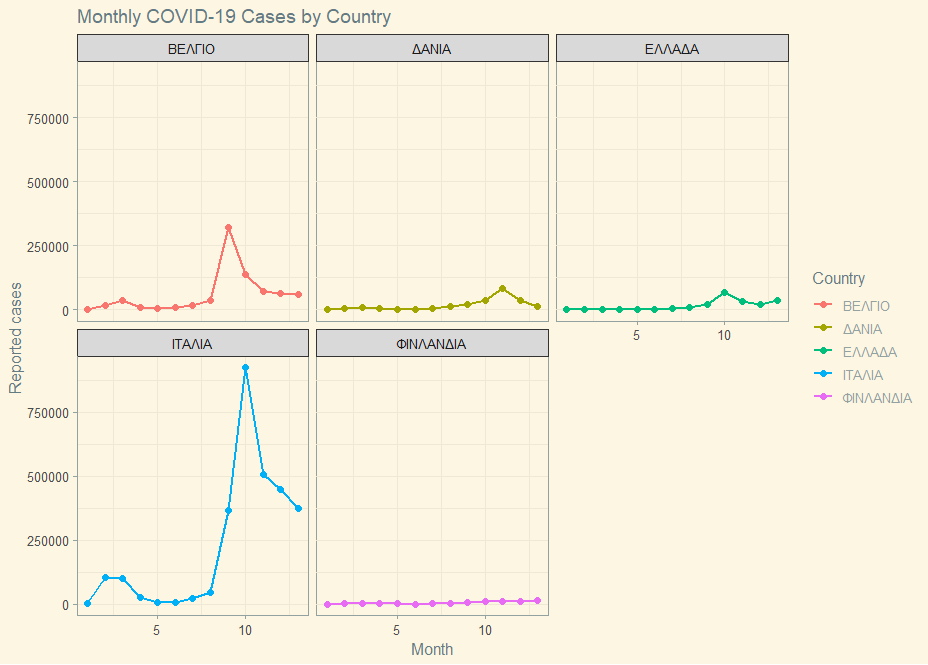 Monthly COVID-19 Cases by Country
ΒΕΛΓΙΟ
ΔΑΝΙΑ
ΕΛΛΑΔΑ
750000
500000
250000
0
5
10
ΙΤΑΛΙΑ
ΦΙΝΛΑΝΔΙΑ
750000
500000
250000
0
5
10
5
10
Month
Reported cases
Country
ΒΕΛΓΙΟ
ΔΑΝΙΑ
ΕΛΛΑΔΑ
ΙΤΑΛΙΑ
ΦΙΝΛΑΝΔΙΑ